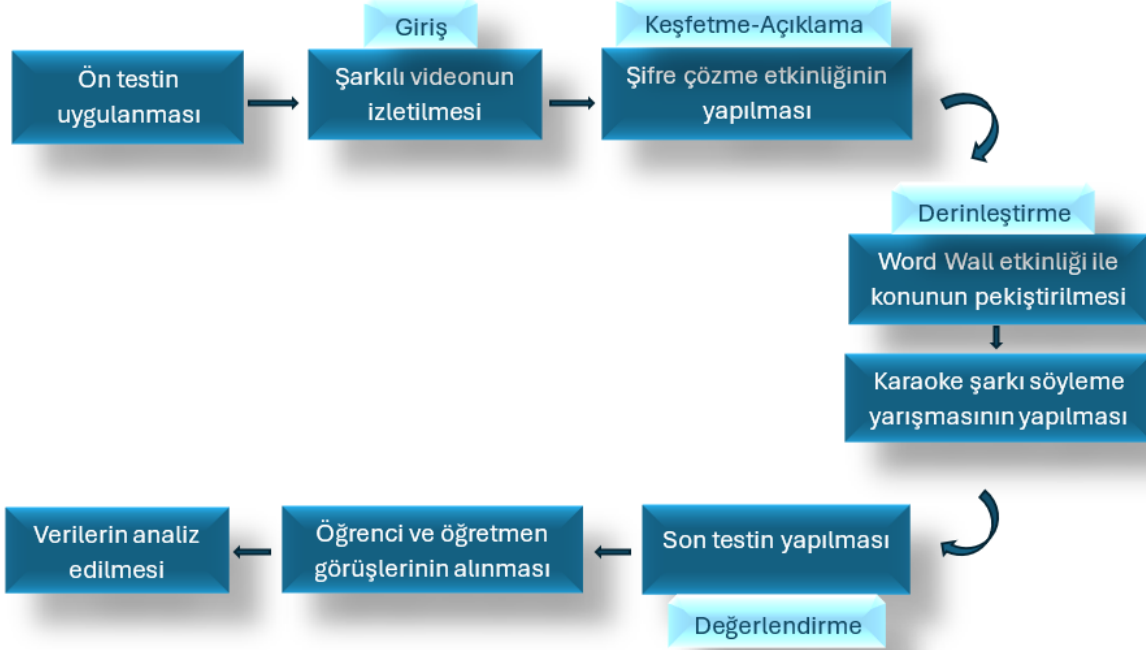 Ön testin
uygulanması
Giriş
Şarkılı videonun
izletilmesi
Keşfetme-Açıklama
Şifre çözme etkinliğinin
yapılması
Derinleştirme
Word Wall etkinliği ile
konunun pekiştirilmesi
Karaoke şarkı söyleme
yarışmasının yapılması
Son testin yapılması
Değerlendirme
Öğrenci ve öğretmen
görüşlerinin alınması
Verilerin analiz
edilmesi